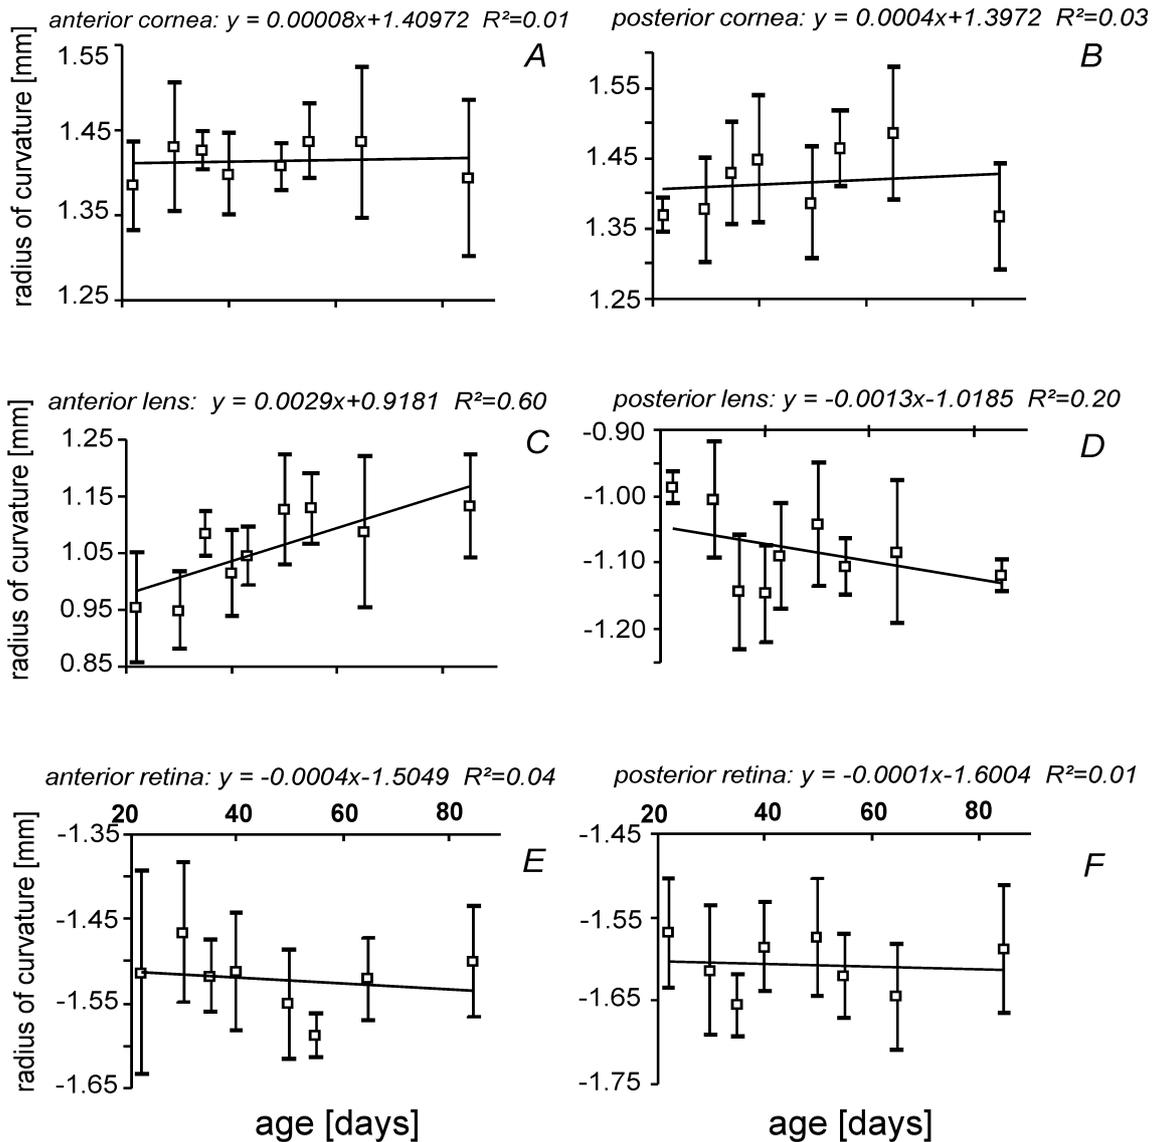 anterior cornea: y = 0.00008x+1.40972 R²=0.01
posterior cornea: y = 0.0004x+1.3972 R²=0.03
radius of curvature [mm]
A
1.55
1.45
1.35
1.25
B
1.55
1.45
1.35
1.25
anterior lens: y = 0.0029x+0.9181 R²=0.60
posterior lens: y = -0.0013x-1.0185 R²=0.20
radius of curvature [mm]
C
1.25
1.15
1.05
0.95
0.85
D
-0.90
-1.00
-1.10
-1.20
anterior retina: y = -0.0004x-1.5049 R²=0.04
posterior retina: y = -0.0001x-1.6004 R²=0.01
20 40 60 80
20 40 60 80
radius of curvature [mm]
E
-1.35
-1.45
-1.55
-1.65
F
-1.45
-1.55
-1.65
-1.75
age [days]
age [days]